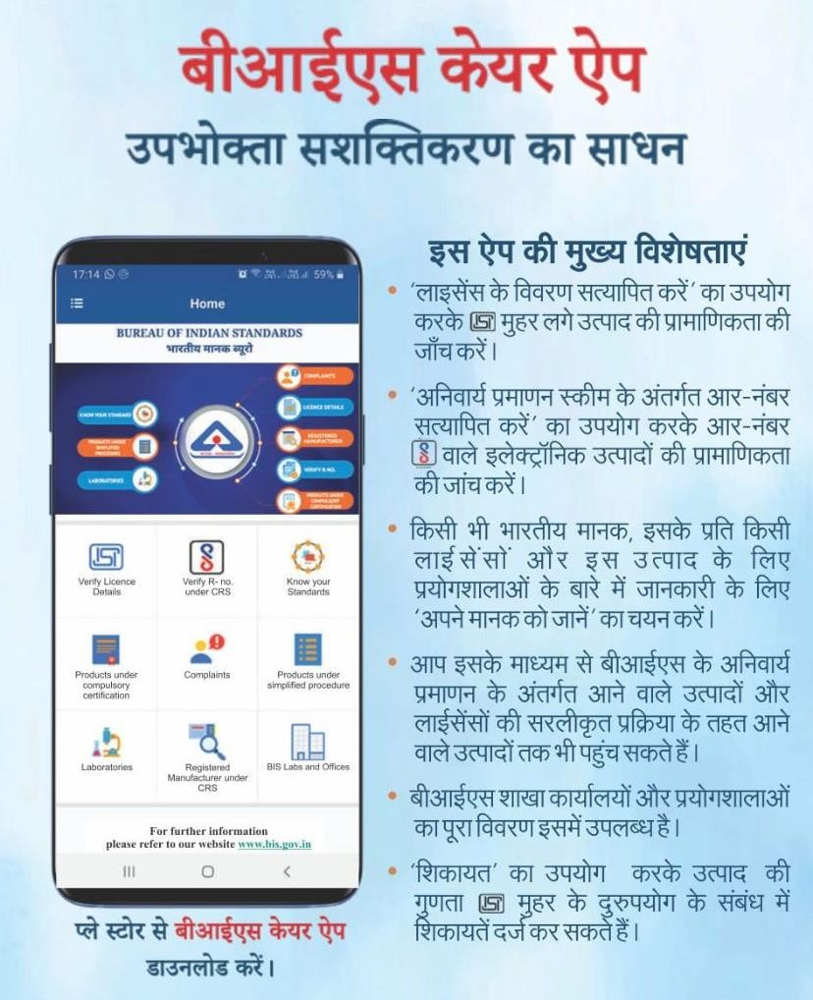 बीआईएस केयर ऐप
उपभोक्ता सशक्तिकरण का साधन
17:14
59%
Home
BUREAU OF INDIAN STANDARDS
भारतीय मानक ब्यूरो
KNOW YOUR STANDARD
PRODUCTS UNDER
SIMPLIFIED
PROCEDURE
LABORATORIES
COMPLAINTS
LICENCE DETAILS
REGISTERED
MANUFACTURER
VERIFY R-NO.
PRODUCTS UNDER
COMPULSORY
CERTIFICATION
Verify Licence
Details
Verify R- no.
under CRS
Know your
Standards
Products under
compulsory
certification
Complaints
Products under
simplified procedure
Laboratories
Registered
Manufacturer under
CRS
BIS Labs and Offices
For further information
please refer to our website www.bis.gov.in
प्ले स्टोर से बीआईएस केयर ऐप
डाउनलोड करें।
इस ऐप की मुख्य विशेषताएं
• 'लाइसेंस के विवरण सत्यापित करें' का उपयोग
करके मुहर लगे उत्पाद की प्रामाणिकता की
जाँच करें।
• 'अनिवार्य प्रमाणन स्कीम के अंतर्गत आर-नंबर
सत्यापित करें' का उपयोग करके आर-नंबर
वाले इलेक्ट्रॉनिक उत्पादों की प्रामाणिकता
की जांच करें।
• किसी भी भारतीय मानक, इसके प्रति किसी
लाईसेंसों और इस उत्पाद के लिए
प्रयोगशालाओं के बारे में जानकारी के लिए
'अपने मानक को जानें' का चयन करें।
• आप इसके माध्यम से बीआईएस के अनिवार्य
प्रमाणन के अंतर्गत आने वाले उत्पादों और
लाईसेंसों की सरलीकृत प्रक्रिया के तहत आने
वाले उत्पादों तक भी पहुंच सकते हैं।
• बीआईएस शाखा कार्यालयों और प्रयोगशालाओं
का पूरा विवरण इसमें उपलब्ध है।
• 'शिकायत' का उपयोग करके उत्पाद की
गुणता मुहर के दुरुपयोग के संबंध में
शिकायतें दर्ज कर सकते हैं।